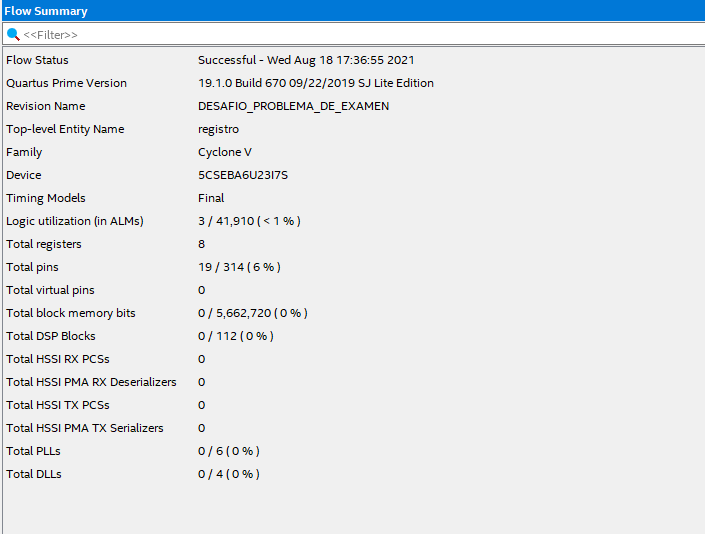 Flow Summary
<<Filter>>
Flow Status Successful - Wed Aug 18 17:36:55 2021
Quartus Prime Version 19.1.0 Build 670 09/22/2019 SJ Lite Edition
Revision Name DESAFIO_PROBLEMA_DE_EXAMEN
Top-level Entity Name registro
Family Cyclone V
Device 5CSEBA6U23I7S
Timing Models Final
Logic utilization (in ALMs) 3 / 41,910 ( < 1 % )
Total registers 8
Total pins 19 / 314 ( 6 % )
Total virtual pins 0
Total block memory bits 0 / 5,662,720 ( 0 % )
Total DSP Blocks 0 / 112 ( 0 % )
Total HSSI RX PCSs 0
Total HSSI PMA RX Deserializers 0
Total HSSI TX PCSs 0
Total HSSI PMA TX Serializers 0
Total PLLs 0 / 6 ( 0 % )
Total DLLs 0 / 4 ( 0 % )